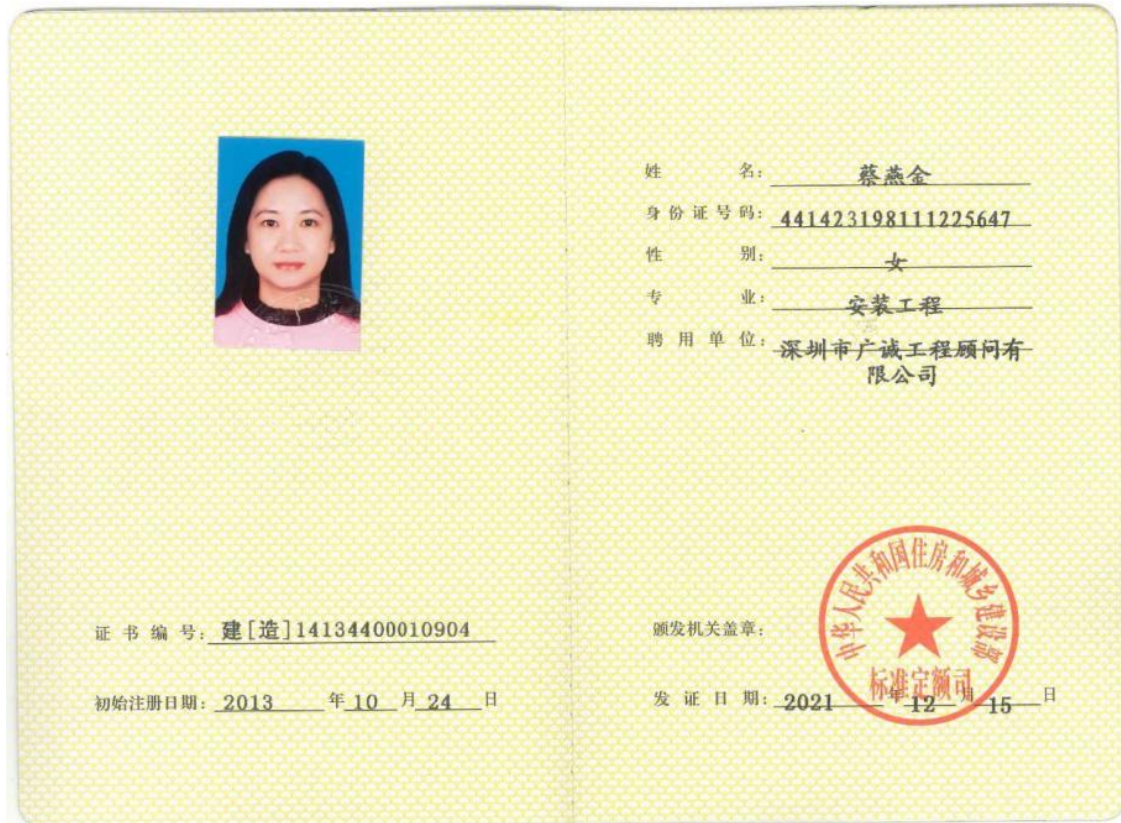 姓 名: 蔡燕金
身份证号码: 441423198111225647
性 别: 女
专 业: 安装工程
聘用单位: 深圳市广诚工程顾问有
限公司
证书编号: 建[造]14134400010904
初始注册日期: 2013 年 10 月 24 日
颁发机关盖章:
中华人民共和国住房和城乡建设部
标准定额司
发证日期: 2021 年 12 月 15 日